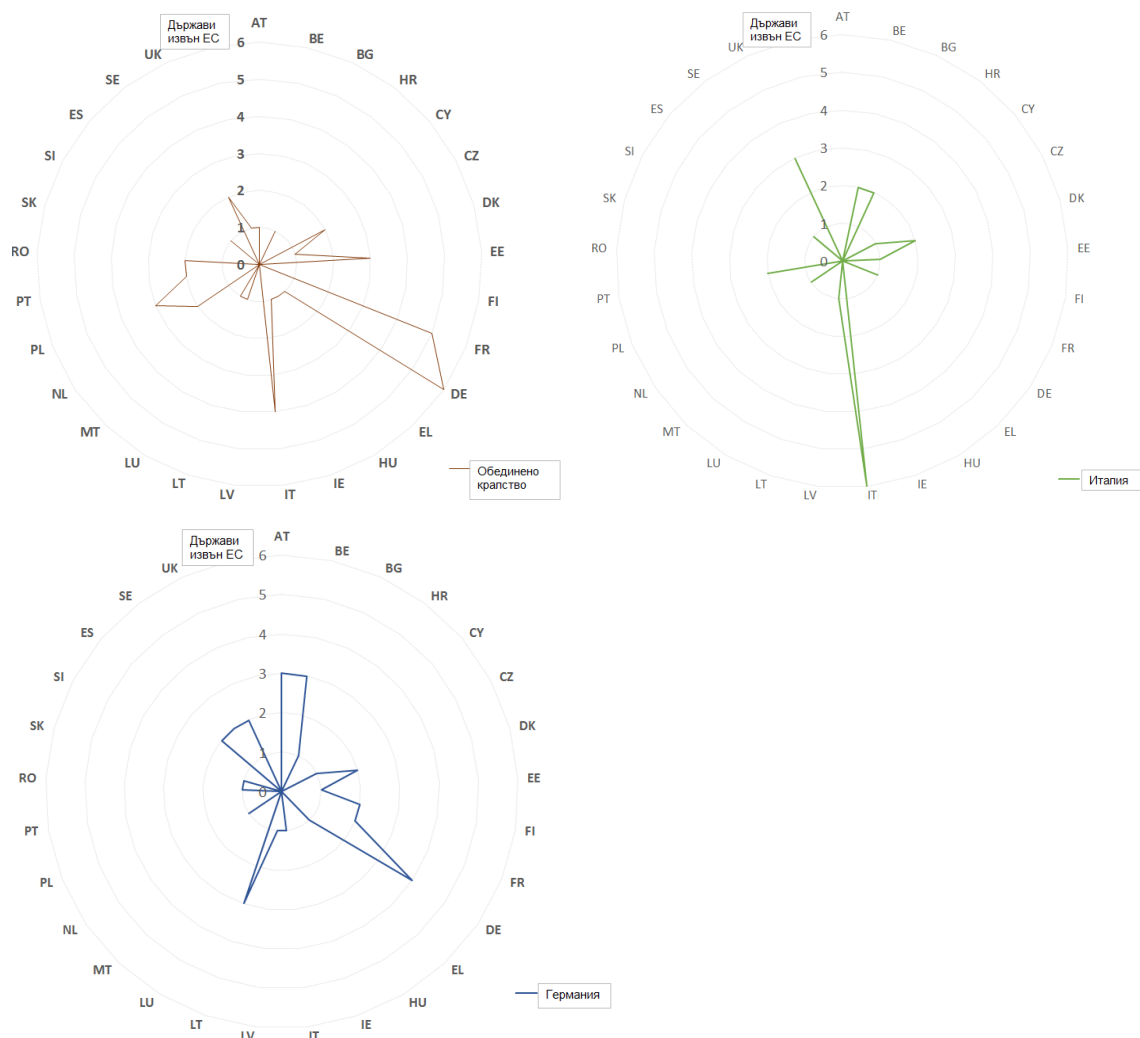 Държави
извън ЕС
AT
BE
BG
HR
CY
CZ
DK
EE
FI
FR
DE
EL
HU
IE
IT
LV
LT
LU
MT
NL
PL
PT
RO
SK
SI
ES
SE
UK
6
5
4
3
2
1
0
Обединено
крапство
Държави
извън ЕС
AT
BE
BG
HR
CY
CZ
DK
EE
FI
FR
DE
EL
HU
IE
IT
LV
LT
LU
MT
NL
PL
PT
RO
SK
SI
ES
SE
UK
6
5
4
3
2
1
0
Итапия
Държави
извън ЕС
AT
BE
BG
HR
CY
CZ
DK
EE
FI
FR
DE
EL
HU
IE
IT
LV
LT
LU
MT
NL
PL
PT
RO
SK
SI
ES
SE
UK
6
5
4
3
2
1
0
Германия